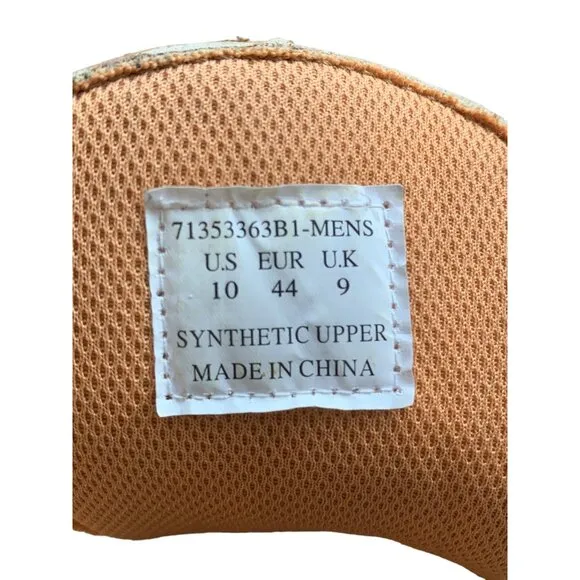 71353363B1-MENS
U.S EUR U.K
10 44 9
SYNTHETIC UPPER
MADE IN CHINA